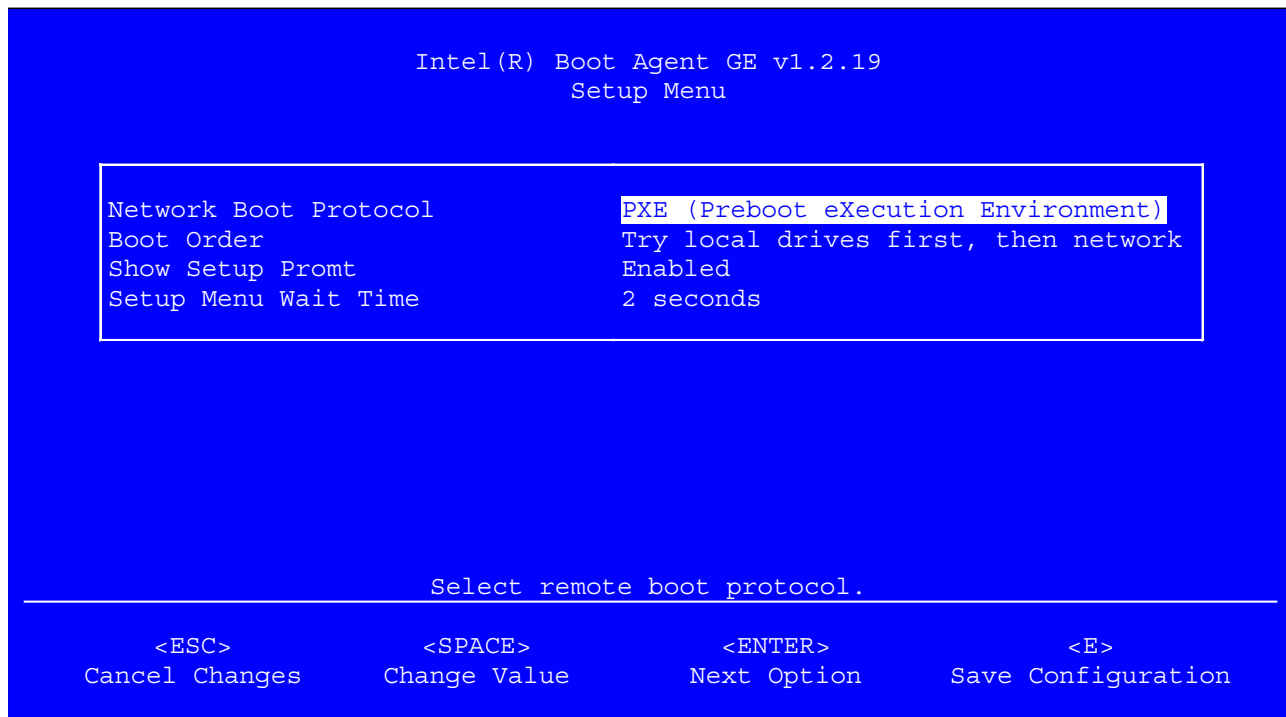 Intel(R) Boot Agent GE v1.2.19
Setup Menu
Network Boot Protocol PXE (Preboot eXecution Environment)
Boot Order Try local drives first, then network
Show Setup Promt Enabled
Setup Menu Wait Time 2 seconds
Select remote boot protocol.
<ESC> <SPACE> <ENTER> <E>
Cancel Changes Change Value Next Option Save Configuration